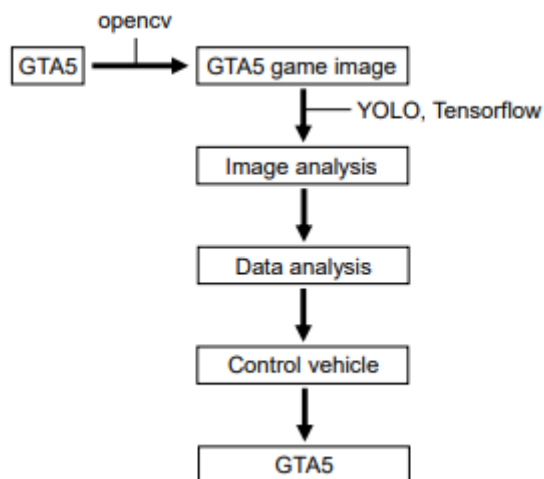 opencv
GTA5
GTA5 game image
YOLO, Tensorflow
Image analysis
Data analysis
Control vehicle
GTA5